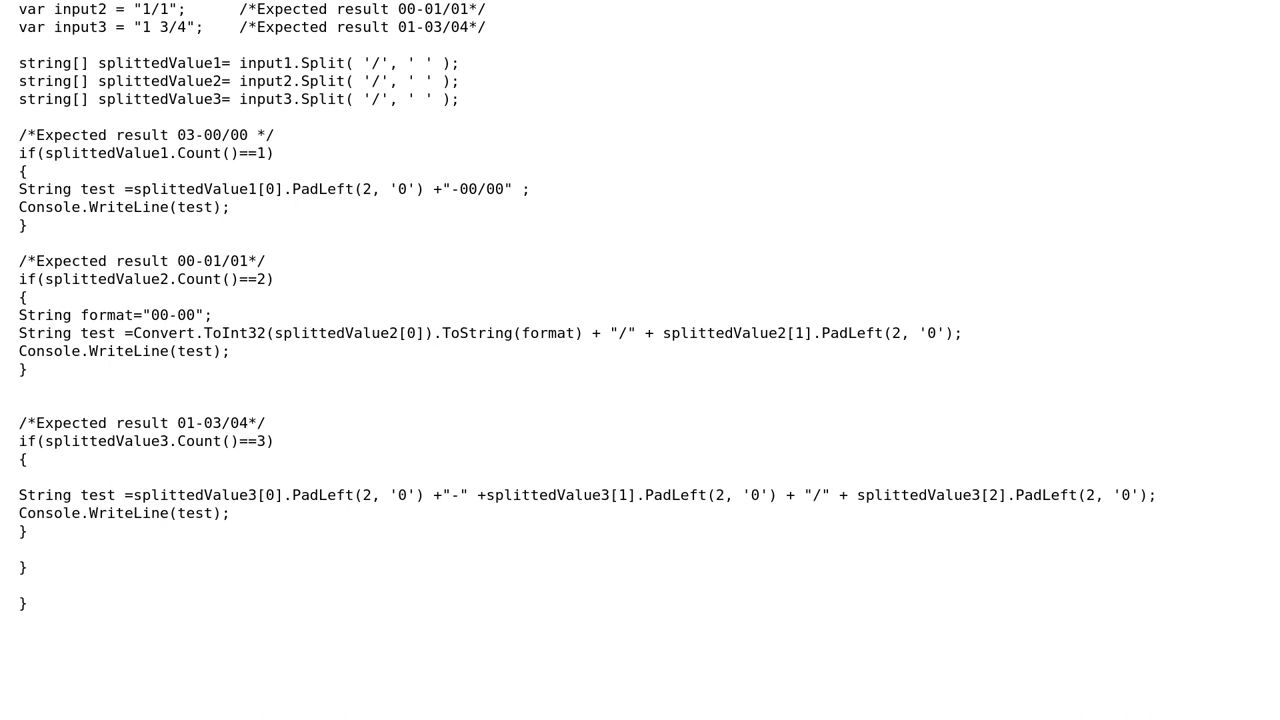 var input2 = "1/1";      /*Expected result 00-01/01*/
var input3 = "1 3/4";    /*Expected result 01-03/04*/
string[] splittedValue1= input1.Split( '/', ' ' );
string[] splittedValue2= input2.Split( '/', ' ' );
string[] splittedValue3= input3.Split( '/', ' ' );
/*Expected result 03-00/00 */
if(splittedValue1.Count()==1)
{
String test =splittedValue1[0].PadLeft(2, '0') +"-00/00" ;
Console.WriteLine(test);
}
/*Expected result 00-01/01*/
if(splittedValue2.Count()==2)
{
String format="00-00";
String test =Convert.ToInt32(splittedValue2[0]).ToString(format) + "/" + splittedValue2[1].PadLeft(2, '0');
Console.WriteLine(test);
}
/*Expected result 01-03/04*/
if(splittedValue3.Count()==3)
{
String test =splittedValue3[0].PadLeft(2, '0') +"-" +splittedValue3[1].PadLeft(2, '0') + "/" + splittedValue3[2].PadLeft(2, '0');
Console.WriteLine(test);
}
}
}